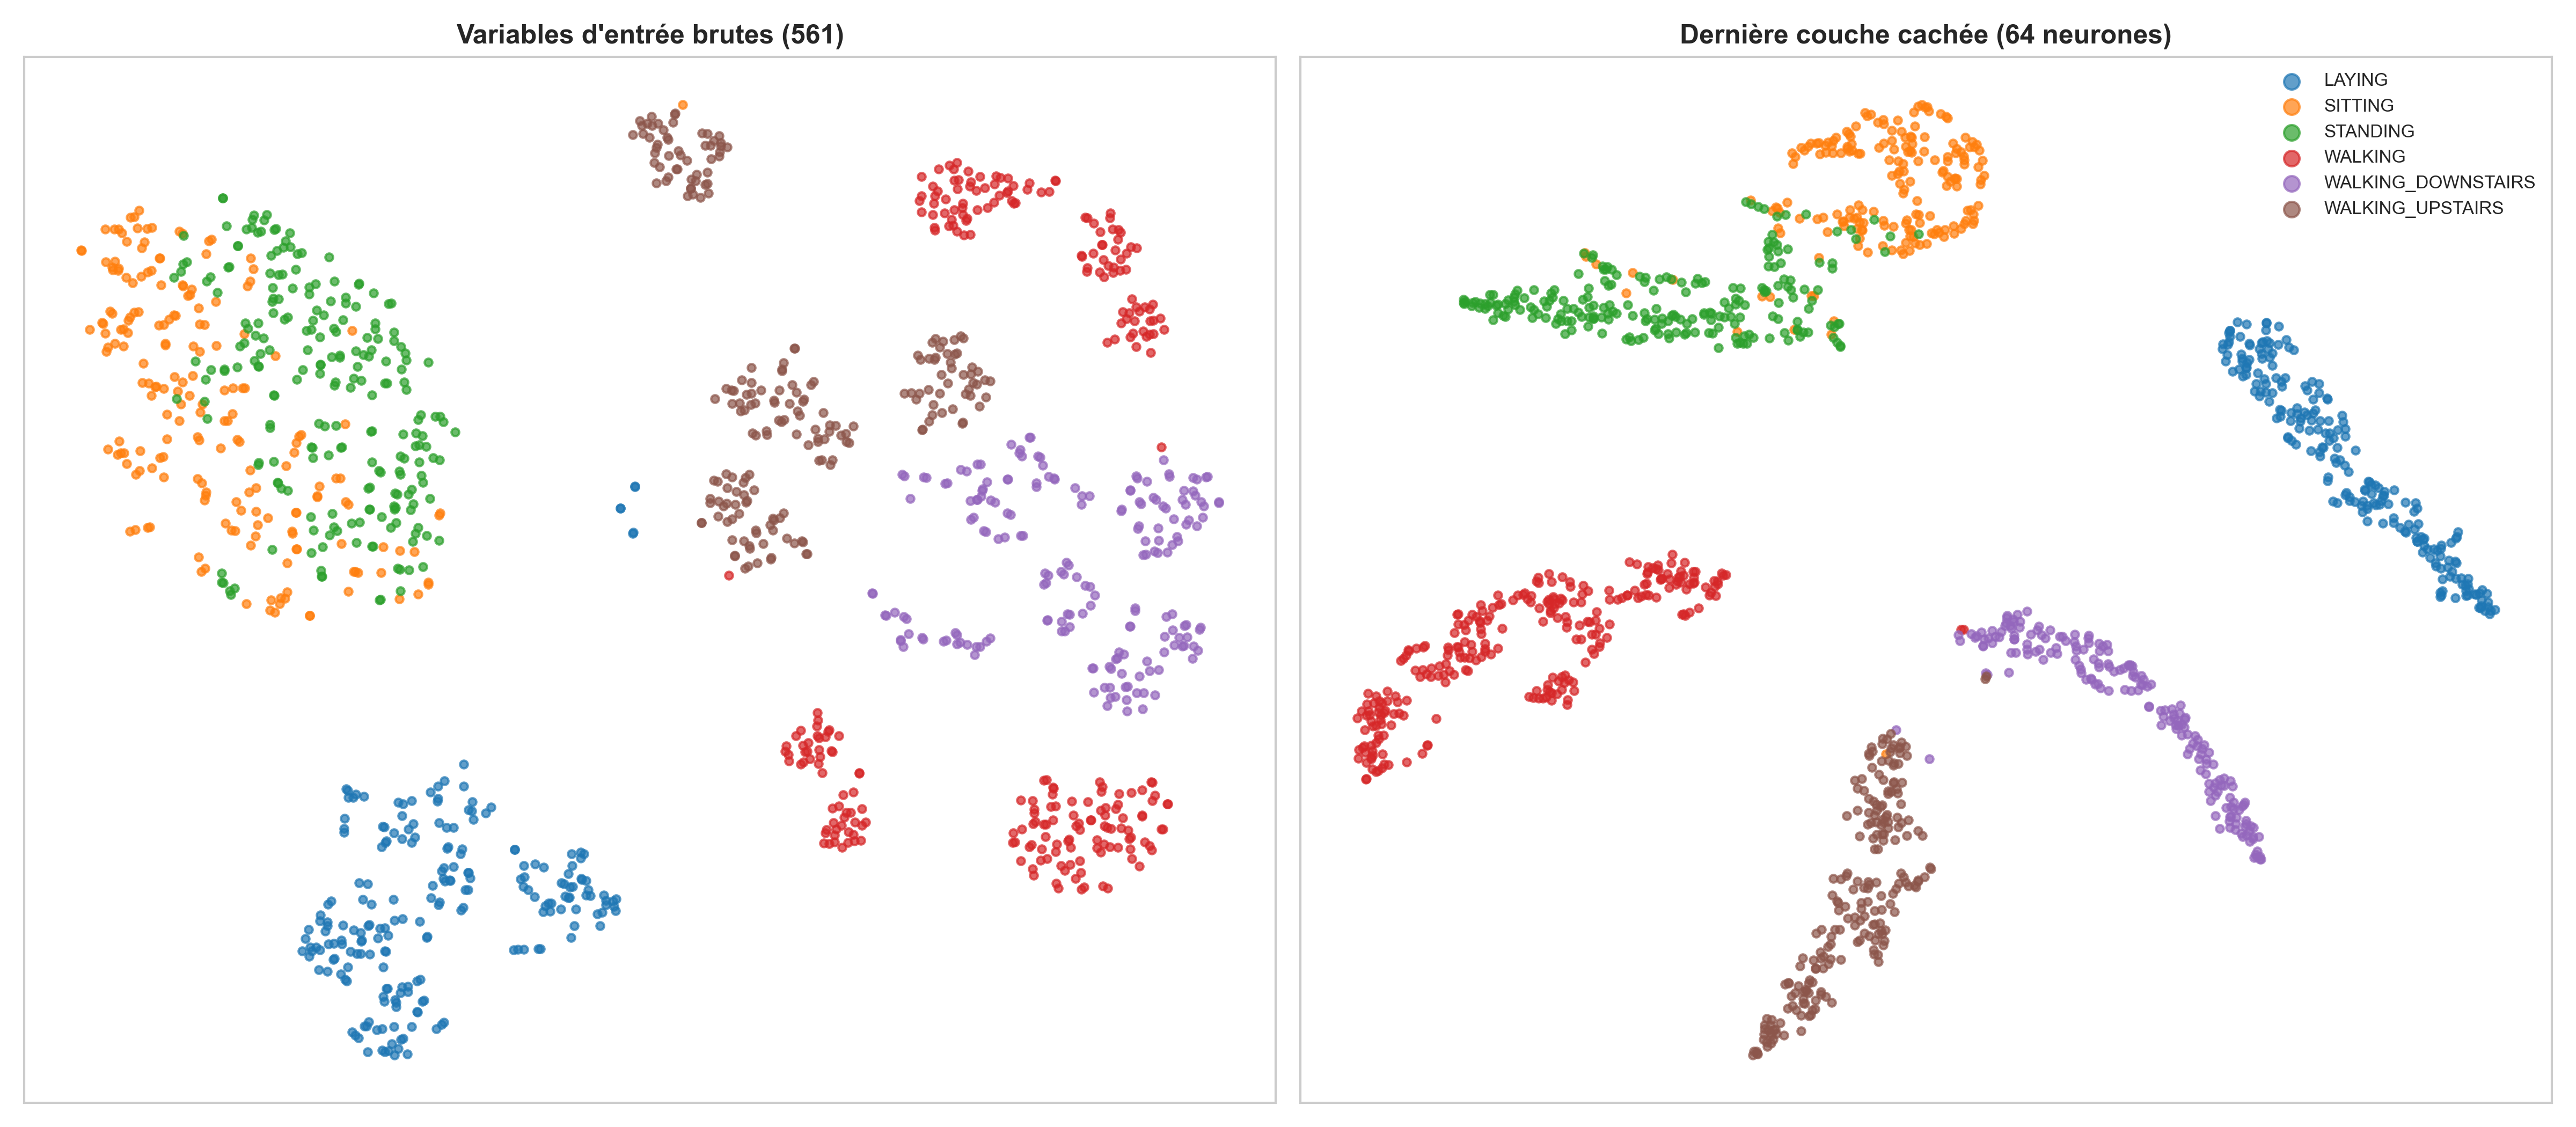 Variables d'entrée brutes (561)
Dernière couche cachée (64 neurones)
LAYING
SITTING
STANDING
WALKING
WALKING_DOWNSTAIRS
WALKING_UPSTAIRS